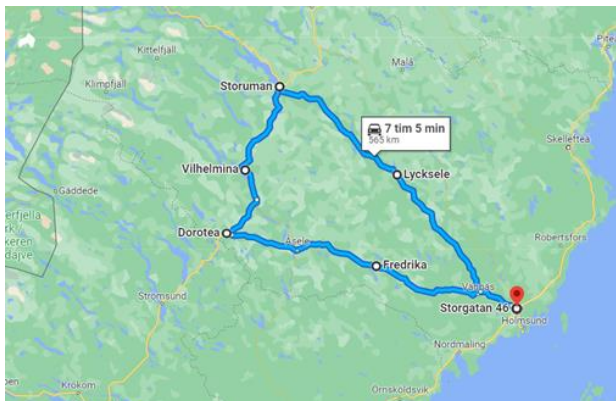 Kittelfjäll
Malå
Piteå
Storuman
Klimpfjäll
7 tim 5 min
565 km
Skellefteå
Vilhelmina
Lycksele
Gäddede
Dorotea
Åsele
Robertsfors
Fredrika
Vännäs
Strömsund
Storgatan 46
Holmsund
Nordmaling
Krokom
Örnsköldsvik